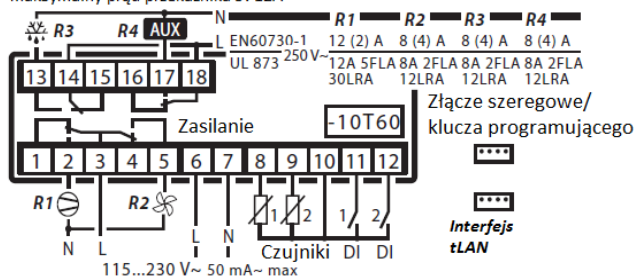 N
R1 R2 R3 R4
R3 R4 AUX
L EN60730-1 250 V~ 12 (2) A 8 (4) A 8 (4) A 8 (4) A
UL 873 12A 5FLA 8A 2FLA 8A 2FLA 8A 2FLA
30LRA 12LRA 12LRA 12LRA
13 14 15 16 17 18
Złącze szeregowe/
klucza programującego
Zasilanie
-10T60
1 2 3 4 5 6 7 8 9 10 11 12
R1 R2 1 2 1 2
N L L N Czujniki DI DI
115...230 V~ 50 mA~ max
Interfejs
tLAN